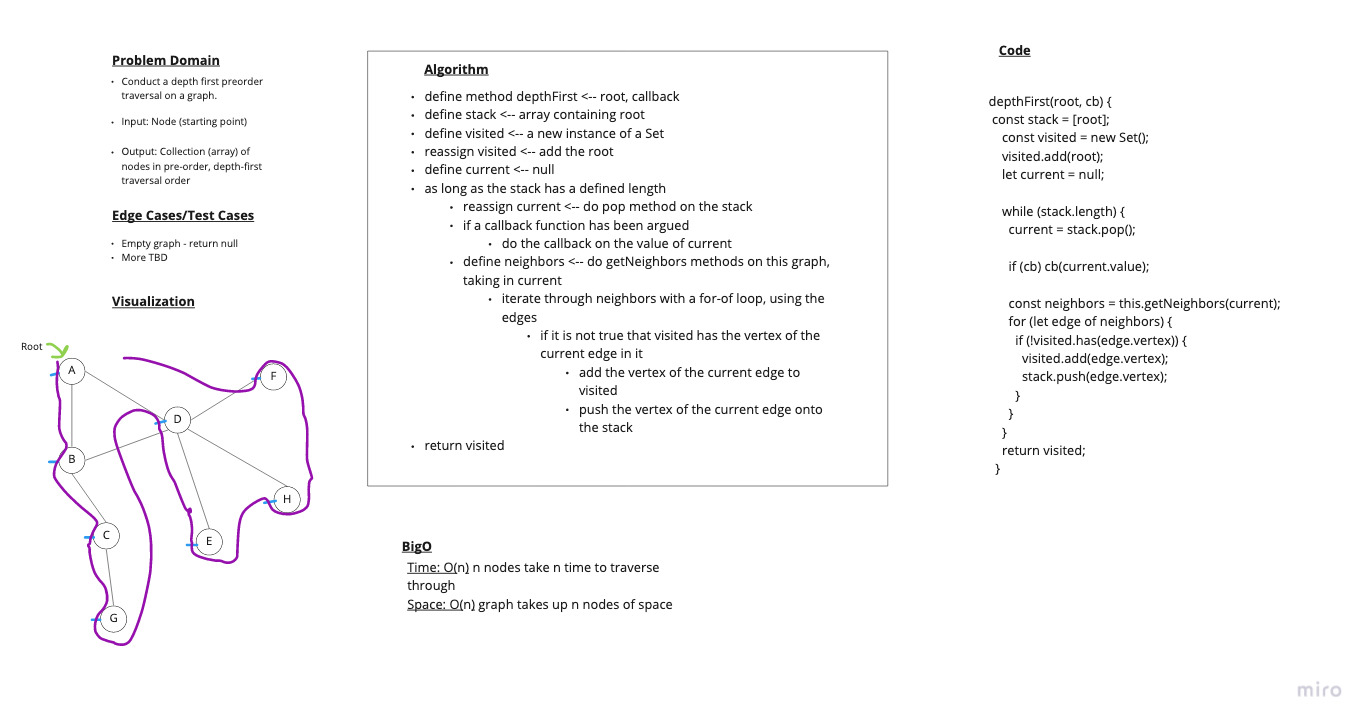 Problem Domain
• Conduct a depth first preorder
traversal on a graph.
• Input: Node (starting point)
• Output: Collection (array) of
nodes in pre-order, depth-first
traversal order
Edge Cases/Test Cases
• Empty graph - return null
• More TBD
Visualization
Root
A
F
D
B
H
C
E
G
Algorithm
• define method depthFirst <-- root, callback
• define stack <-- array containing root
• define visited <-- a new instance of a Set
• reassign visited <-- add the root
• define current <-- null
• as long as the stack has a defined length
• reassign current <-- do pop method on the stack
• if a callback function has been argued
• do the callback on the value of current
• define neighbors <-- do getNeighbors methods on this graph,
taking in current
• iterate through neighbors with a for-of loop, using the
edges
• if it is not true that visited has the vertex of the
current edge in it
• add the vertex of the current edge to
visited
• push the vertex of the current edge onto
the stack
• return visited
BigO
Time: O(n) n nodes take n time to traverse
through
Space: O(n) graph takes up n nodes of space
Code
depthFirst(root, cb) {
const stack = [root];
const visited = new Set();
visited.add(root);
let current = null;
while (stack.length) {
current = stack.pop();
if (cb) cb(current.value);
const neighbors = this.getNeighbors(current);
for (let edge of neighbors) {
if (!visited.has(edge.vertex)) {
visited.add(edge.vertex);
stack.push(edge.vertex);
}
}
}
return visited;
}
miro